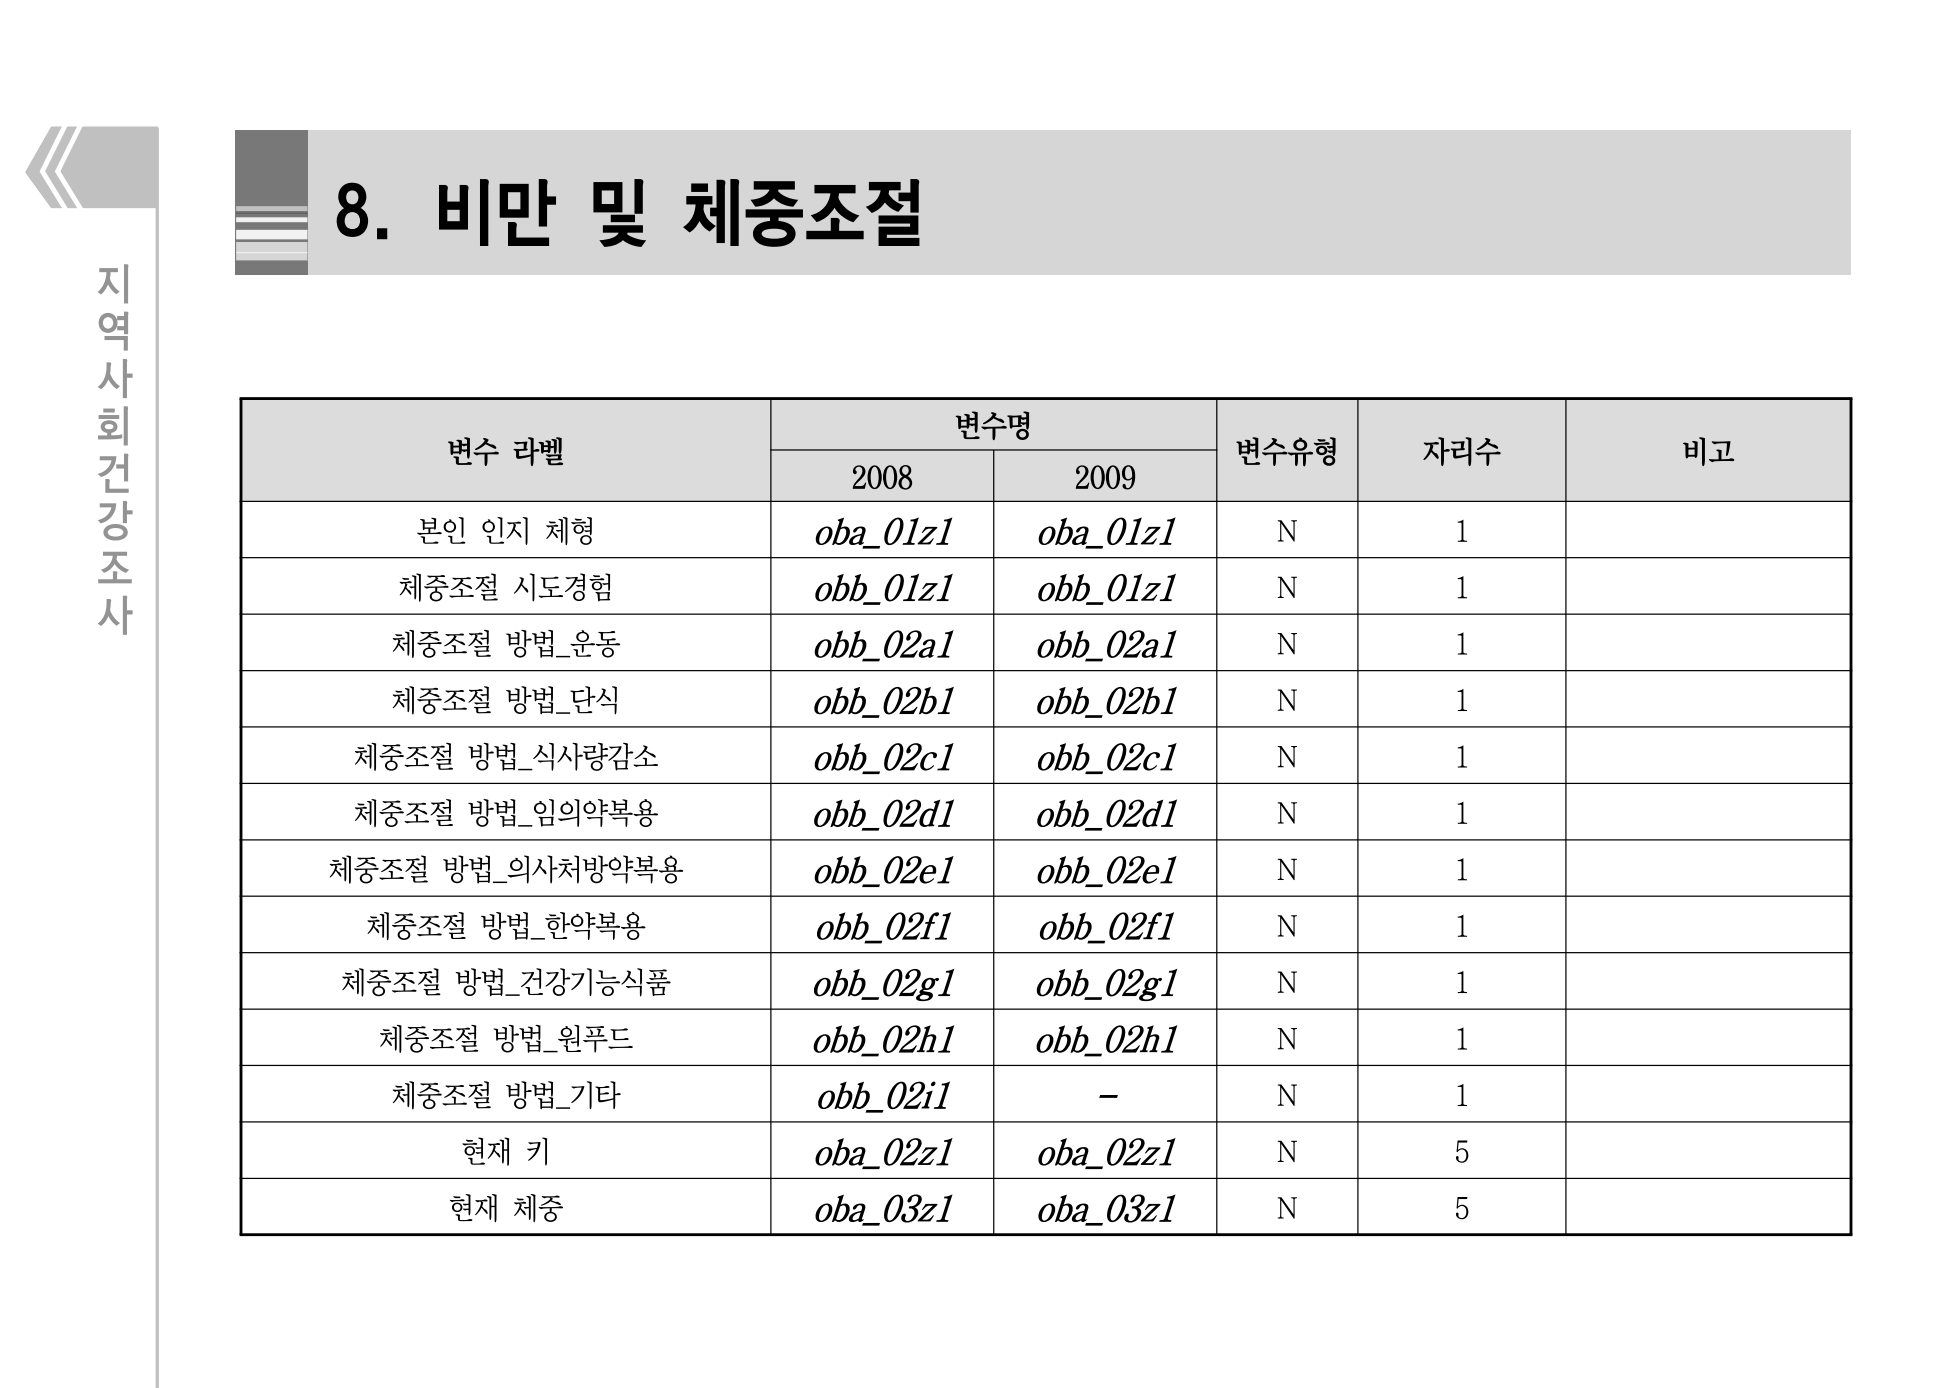 지역사회건강조사
8. 비만 및 체중조절
변수 라벨 변수명 변수유형 자리수 비고
2008 2009
본인 인지 체형 oba_01z1 oba_01z1 N 1
체중조절 시도경험 obb_01z1 obb_01z1 N 1
체중조절 방법_운동 obb_02a1 obb_02a1 N 1
체중조절 방법_단식 obb_02b1 obb_02b1 N 1
체중조절 방법_식사량감소 obb_02c1 obb_02c1 N 1
체중조절 방법_임의약복용 obb_02d1 obb_02d1 N 1
체중조절 방법_의사처방약복용 obb_02e1 obb_02e1 N 1
체중조절 방법_한약복용 obb_02f1 obb_02f1 N 1
체중조절 방법_건강기능식품 obb_02g1 obb_02g1 N 1
체중조절 방법_원푸드 obb_02h1 obb_02h1 N 1
체중조절 방법_기타 obb_02i1 - N 1
현재 키 oba_02z1 oba_02z1 N 5
현재 체중 oba_03z1 oba_03z1 N 5